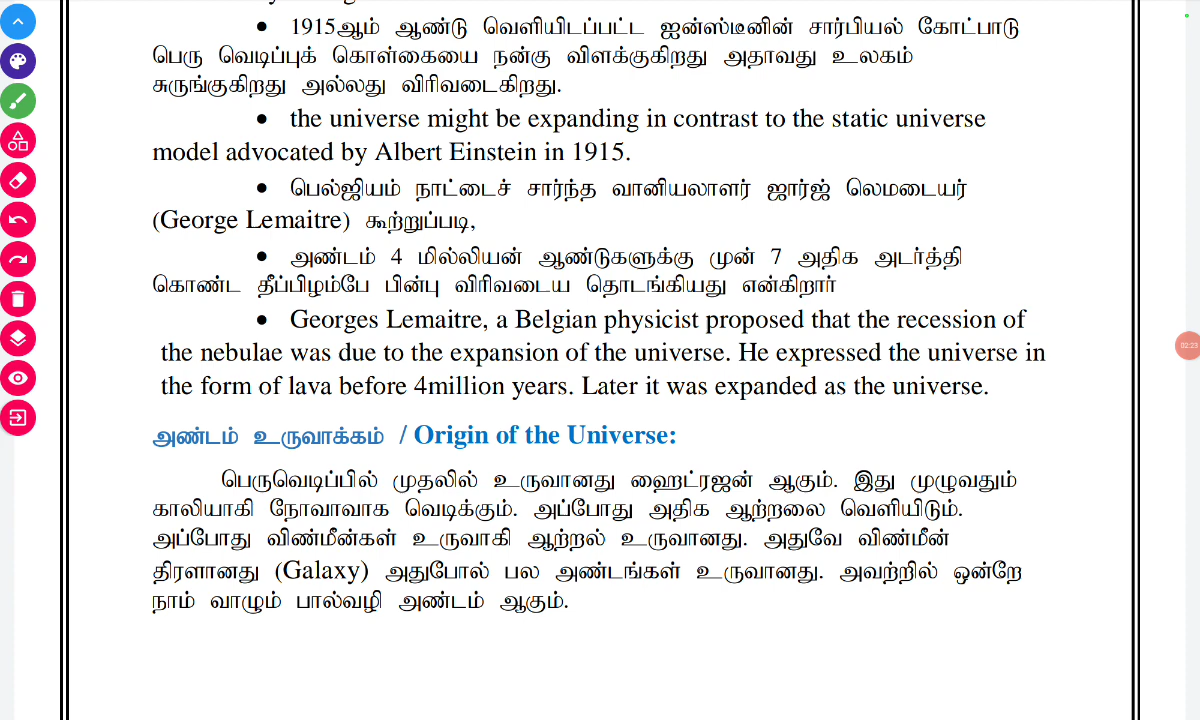 • 1915ஆம் ஆண்டு வெளியிடப்பட்ட ஐன்ஸ்டீனின் சார்பியல் கோட்பாடு
பெரு வெடிப்புக் கொள்கையை நன்கு விளக்குகிறது அதாவது உலகம்
சுருங்குகிறது அல்லது விரிவடைகிறது.
• the universe might be expanding in contrast to the static universe
model advocated by Albert Einstein in 1915.
• பெல்ஜியம் நாட்டைச் சார்ந்த வானியலாளர் ஜார்ஜ் லெமடையர்
(George Lemaitre) கூற்றுப்படி,
• அண்டம் 4 மில்லியன் ஆண்டுகளுக்கு முன் 7 அதிக அடர்த்தி
கொண்ட தீப்பிழம்பே பின்பு விரிவடைய தொடங்கியது என்கிறார்
• Georges Lemaitre, a Belgian physicist proposed that the recession of
the nebulae was due to the expansion of the universe. He expressed the universe in
the form of lava before 4million years. Later it was expanded as the universe.
அண்டம் உருவாக்கம் / Origin of the Universe:
பெருவெடிப்பில் முதலில் உருவானது ஹைட்ரஜன் ஆகும். இது முழுவதும்
காலியாகி நோவாவாக வெடிக்கும். அப்போது அதிக ஆற்றலை வெளியிடும்.
அப்போது விண்மீன்கள் உருவாகி ஆற்றல் உருவானது. அதுவே விண்மீன்
திரளானது (Galaxy) அதுபோல் பல அண்டங்கள் உருவானது. அவற்றில் ஒன்றே
நாம் வாழும் பால்வழி அண்டம் ஆகும்.
02:23